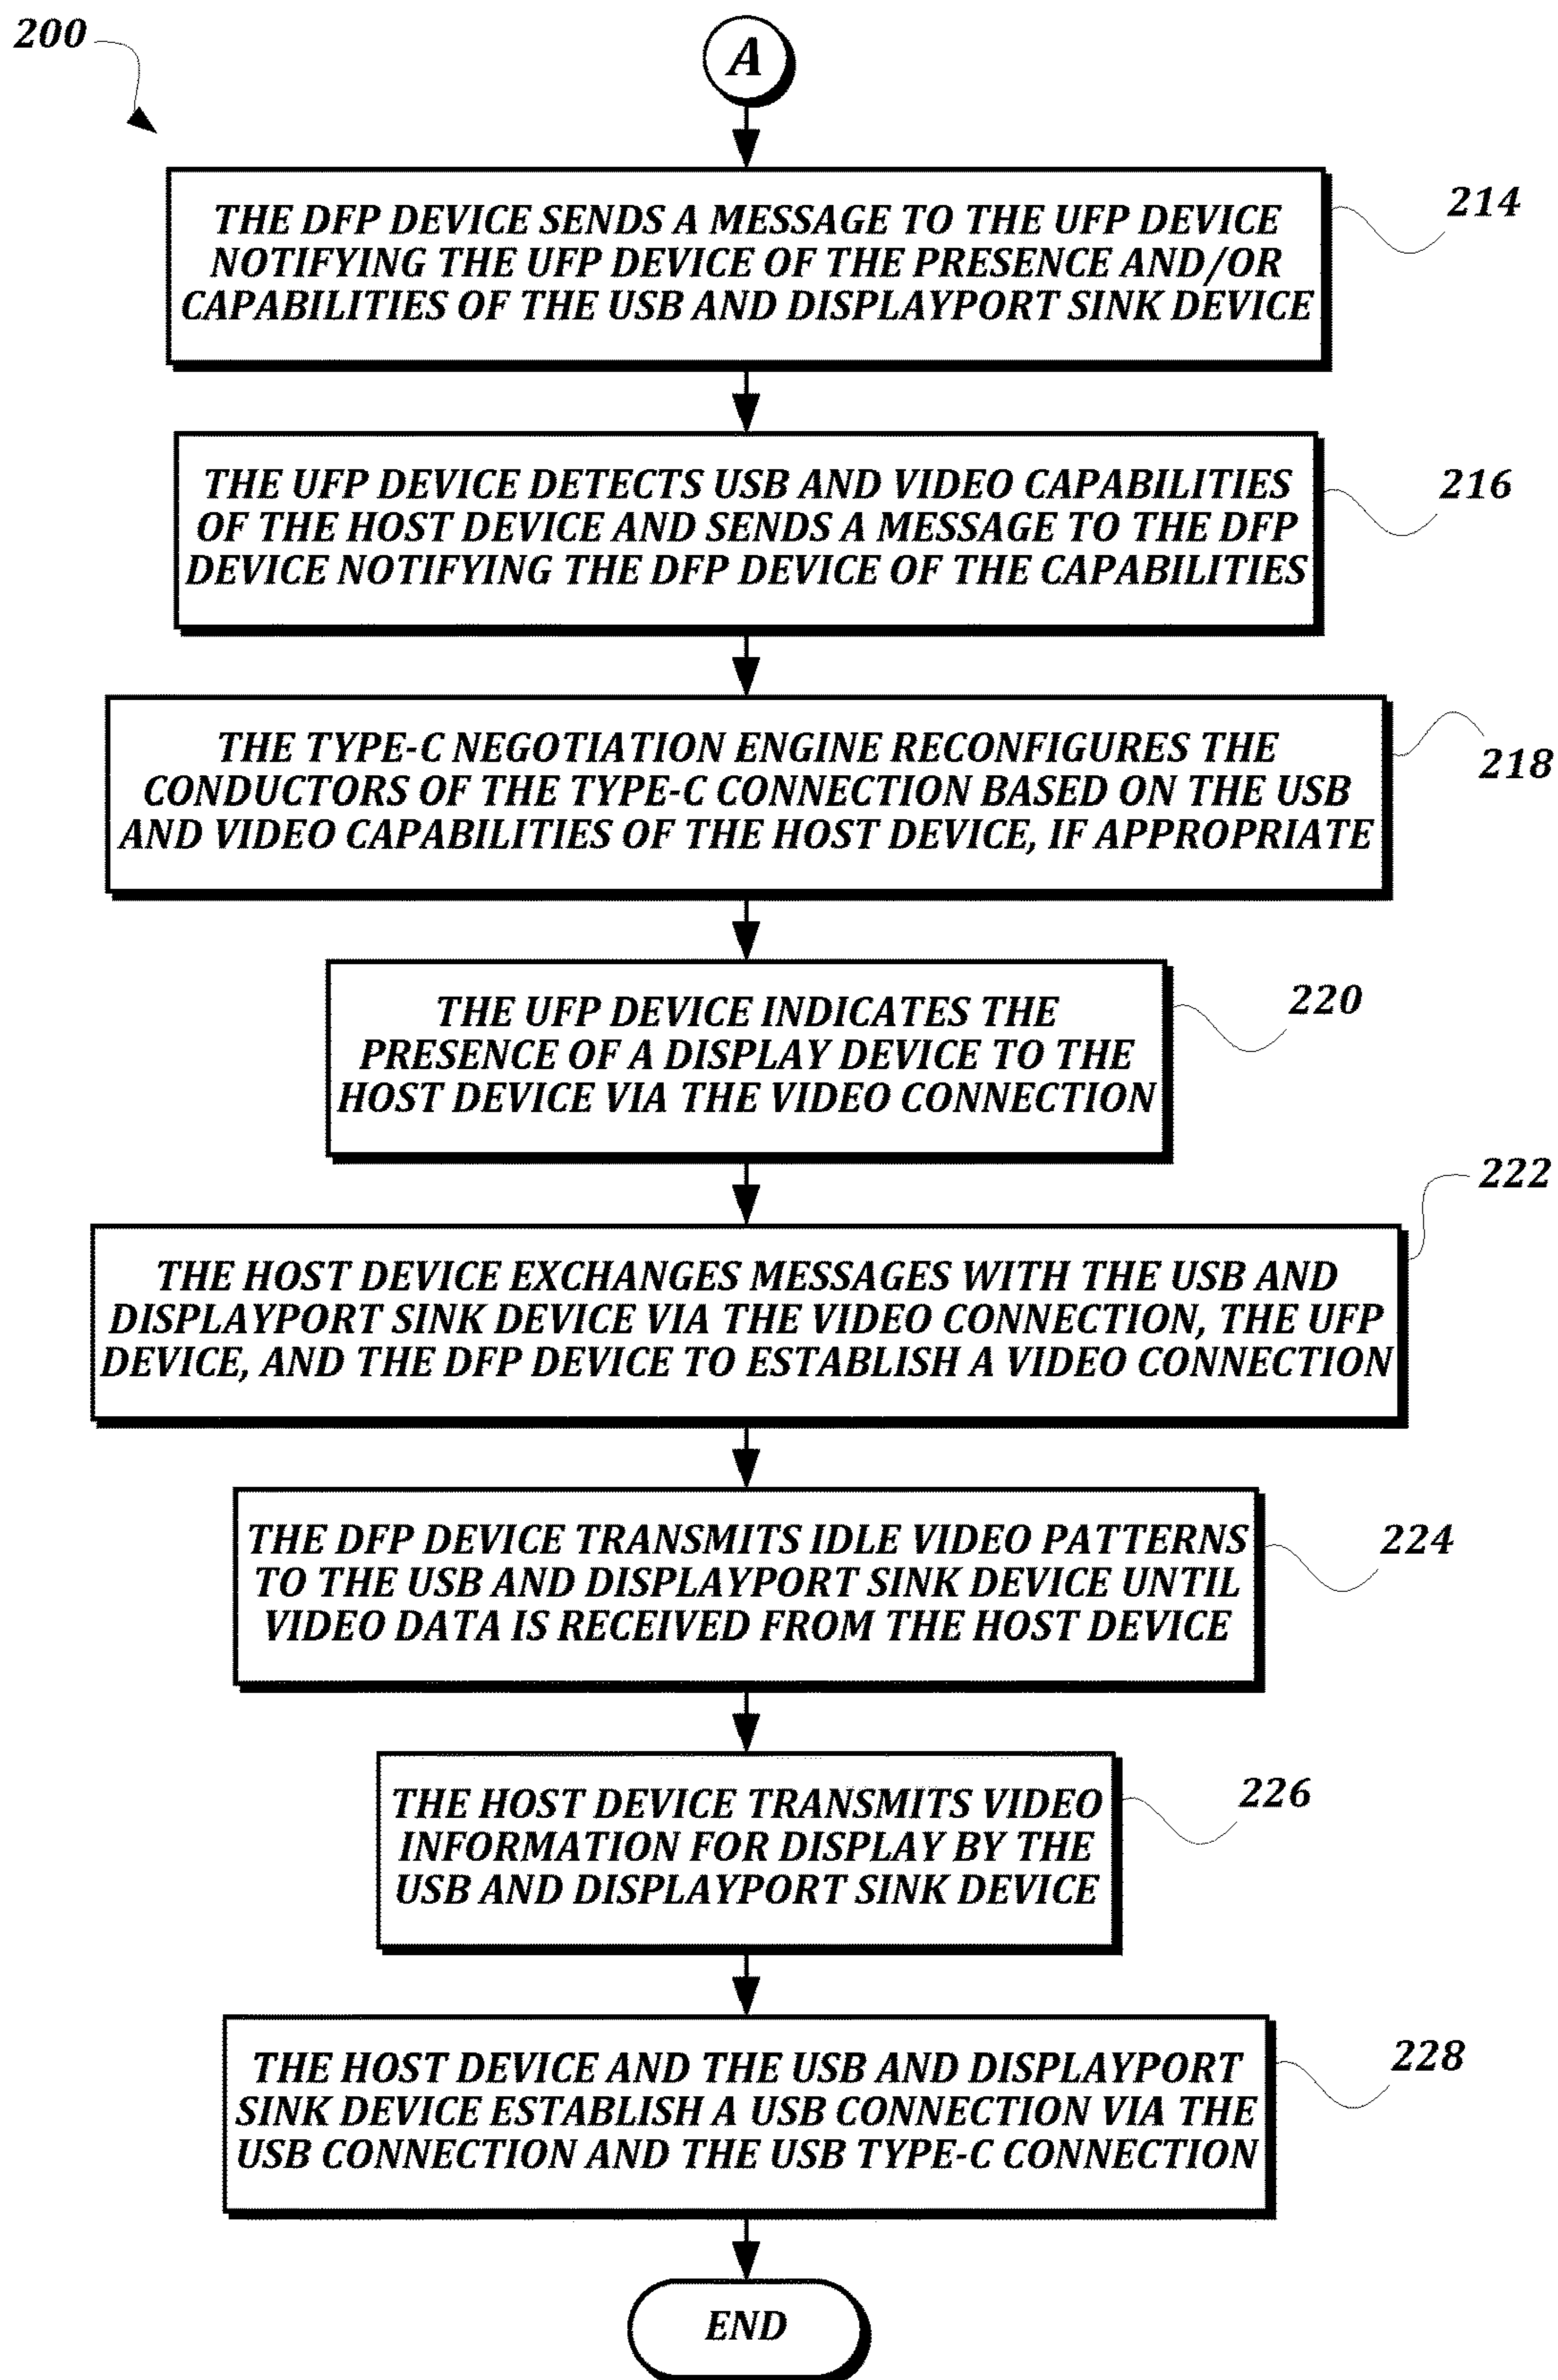 200
A
THE DFP DEVICE SENDS A MESSAGE TO THE UFP DEVICE
NOTIFYING THE UFP DEVICE OF THE PRESENCE AND/OR
CAPABILITIES OF THE USB AND DISPLAYPORT SINK DEVICE
214
THE UFP DEVICE DETECTS USB AND VIDEO CAPABILITIES
OF THE HOST DEVICE AND SENDS A MESSAGE TO THE DFP
DEVICE NOTIFYING THE DFP DEVICE OF THE CAPABILITIES
216
THE TYPE-C NEGOTIATION ENGINE RECONFIGURES THE
CONDUCTORS OF THE TYPE-C CONNECTION BASED ON THE USB
AND VIDEO CAPABILITIES OF THE HOST DEVICE, IF APPROPRIATE
218
THE UFP DEVICE INDICATES THE
PRESENCE OF A DISPLAY DEVICE TO THE
HOST DEVICE VIA THE VIDEO CONNECTION
220
THE HOST DEVICE EXCHANGES MESSAGES WITH THE USB AND
DISPLAYPORT SINK DEVICE VIA THE VIDEO CONNECTION, THE UFP
DEVICE, AND THE DFP DEVICE TO ESTABLISH A VIDEO CONNECTION
222
THE DFP DEVICE TRANSMITS IDLE VIDEO PATTERNS
TO THE USB AND DISPLAYPORT SINK DEVICE UNTIL
VIDEO DATA IS RECEIVED FROM THE HOST DEVICE
224
THE HOST DEVICE TRANSMITS VIDEO
INFORMATION FOR DISPLAY BY THE
USB AND DISPLAYPORT SINK DEVICE
226
THE HOST DEVICE AND THE USB AND DISPLAYPORT
SINK DEVICE ESTABLISH A USB CONNECTION VIA THE
USB CONNECTION AND THE USB TYPE-C CONNECTION
228
END